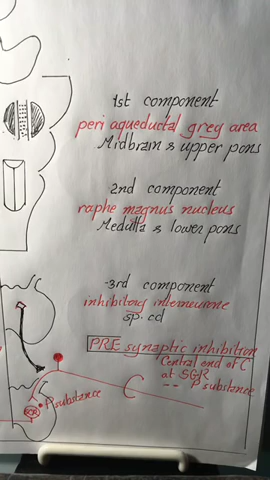 1st component
peri aqueductal grey area
Midbrain & upper pons
2nd component
raphe magnus nucleus
Medulla & lower pons
-3rd component
inhibitory interneurone
sp. cd
PRE synaptic inhibition
Central end of C
at SGR
-- P substance
C
P substance
SGR